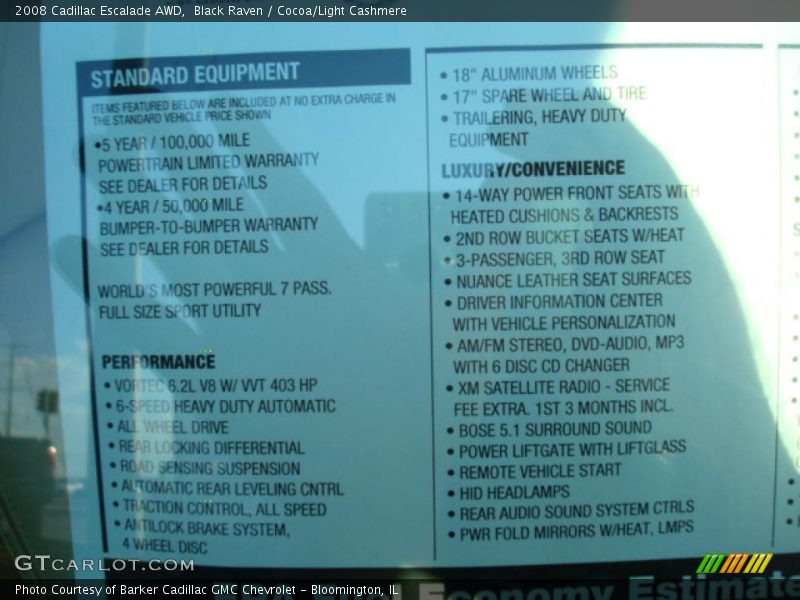 2008 Cadillac Escalade AWD,  Black Raven / Cocoa/Light Cashmere
STANDARD EQUIPMENT
ITEMS FEATURED BELOW ARE INCLUDED AT NO EXTRA CHARGE IN
THE STANDARD VEHICLE PRICE SHOWN
•5 YEAR / 100,000 MILE
POWERTRAIN LIMITED WARRANTY
SEE DEALER FOR DETAILS
•4 YEAR / 50,000 MILE
BUMPER-TO-BUMPER WARRANTY
SEE DEALER FOR DETAILS
WORLD'S MOST POWERFUL 7 PASS.
FULL SIZE SPORT UTILITY
PERFORMANCE
• VORTEC 6.2L V8 W/ VVT 403 HP
• 6-SPEED HEAVY DUTY AUTOMATIC
• ALL WHEEL DRIVE
• REAR LOCKING DIFFERENTIAL
• ROAD SENSING SUSPENSION
• AUTOMATIC REAR LEVELING CNTRL
• TRACTION CONTROL, ALL SPEED
• ANTILOCK BRAKE SYSTEM,
4 WHEEL DISC
• 18" ALUMINUM WHEELS
• 17" SPARE WHEEL AND TIRE
• TRAILERING, HEAVY DUTY
EQUIPMENT
LUXURY/CONVENIENCE
• 14-WAY POWER FRONT SEATS WITH
HEATED CUSHIONS & BACKRESTS
• 2ND ROW BUCKET SEATS W/HEAT
• 3-PASSENGER, 3RD ROW SEAT
• NUANCE LEATHER SEAT SURFACES
• DRIVER INFORMATION CENTER
WITH VEHICLE PERSONALIZATION
• AM/FM STEREO, DVD-AUDIO, MP3
WITH 6 DISC CD CHANGER
• XM SATELLITE RADIO - SERVICE
FEE EXTRA. 1ST 3 MONTHS INCL.
• BOSE 5.1 SURROUND SOUND
• POWER LIFTGATE WITH LIFTGLASS
• REMOTE VEHICLE START
• HID HEADLAMPS
• REAR AUDIO SOUND SYSTEM CTRLS
• PWR FOLD MIRRORS W/HEAT, LMPS
GTCARLOT.COM
Economy Estimate
Photo Courtesy of Barker Cadillac GMC Chevrolet - Bloomington, IL